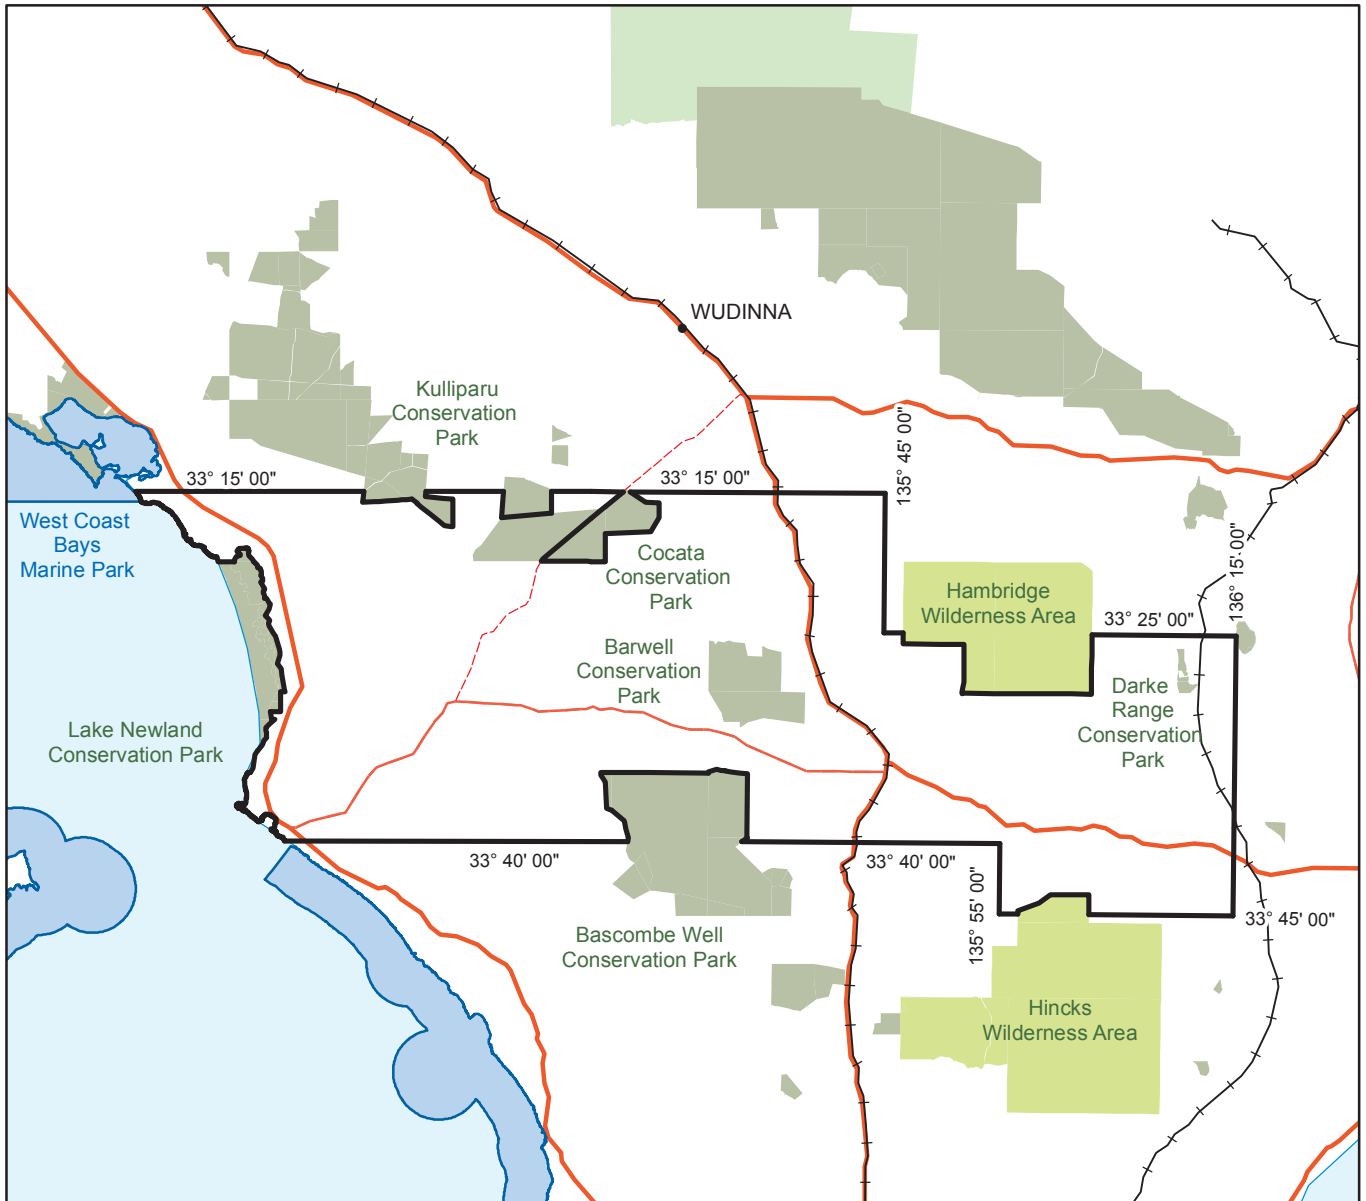 WUDINNA
Kulliparu
Conservation
Park
135° 45' 00"
33° 15' 00"
33° 15' 00"
West Coast
Bays
Marine Park
Cocata
Conservation
Park
136° 15' 00"
Hambridge
Wilderness Area
33° 25' 00"
Barwell
Conservation
Park
Darke
Range
Conservation
Park
Lake Newland
Conservation Park
33° 40' 00"
33° 40' 00"
135° 55' 00"
33° 45' 00"
Bascombe Well
Conservation Park
Hincks
Wilderness Area